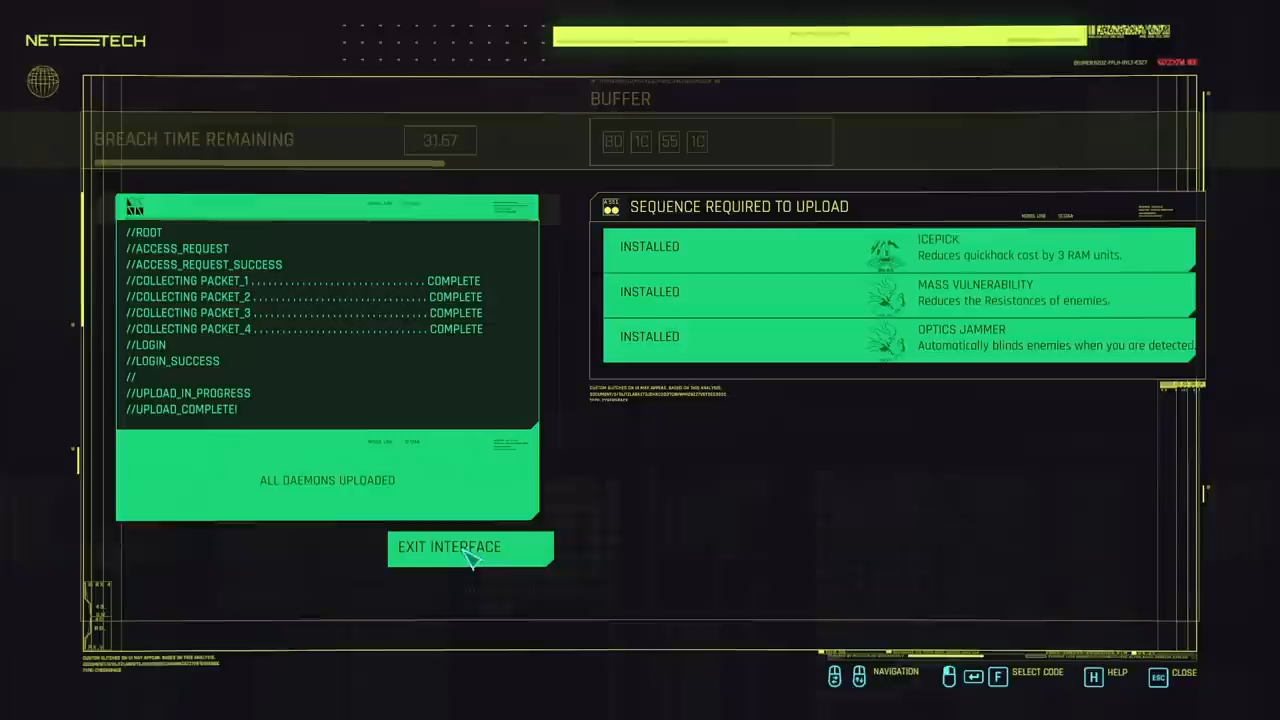 NET TECH
BUFFER
BREACH TIME REMAINING
31.67
BD 1C 55 1C
SEQUENCE REQUIRED TO UPLOAD
//ROOT
//ACCESS_REQUEST
//ACCESS_REQUEST_SUCCESS
//COLLECTING PACKET_1..............................COMPLETE
//COLLECTING PACKET_2..............................COMPLETE
//COLLECTING PACKET_3..............................COMPLETE
//COLLECTING PACKET_4..............................COMPLETE
//LOGIN
//LOGIN_SUCCESS
//
//UPLOAD_IN_PROGRESS
//UPLOAD_COMPLETE!
INSTALLED
ICEPICK
Reduces quickhack cost by 3 RAM units.
INSTALLED
MASS VULNERABILITY
Reduces the Resistances of enemies.
INSTALLED
OPTICS JAMMER
Automatically blinds enemies when you are detected.
ALL DAEMONS UPLOADED
EXIT INTERFACE
NAVIGATION
F SELECT CODE
H HELP
ESC CLOSE